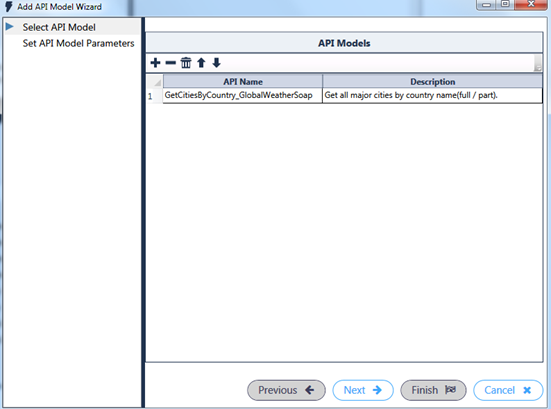 Add API Model Wizard
Select API Model
Set API Model Parameters
API Models
API Name Description
1 GetCitiesByCountry_GlobalWeatherSoap Get all major cities by country name(full / part).
Previous Next Finish Cancel